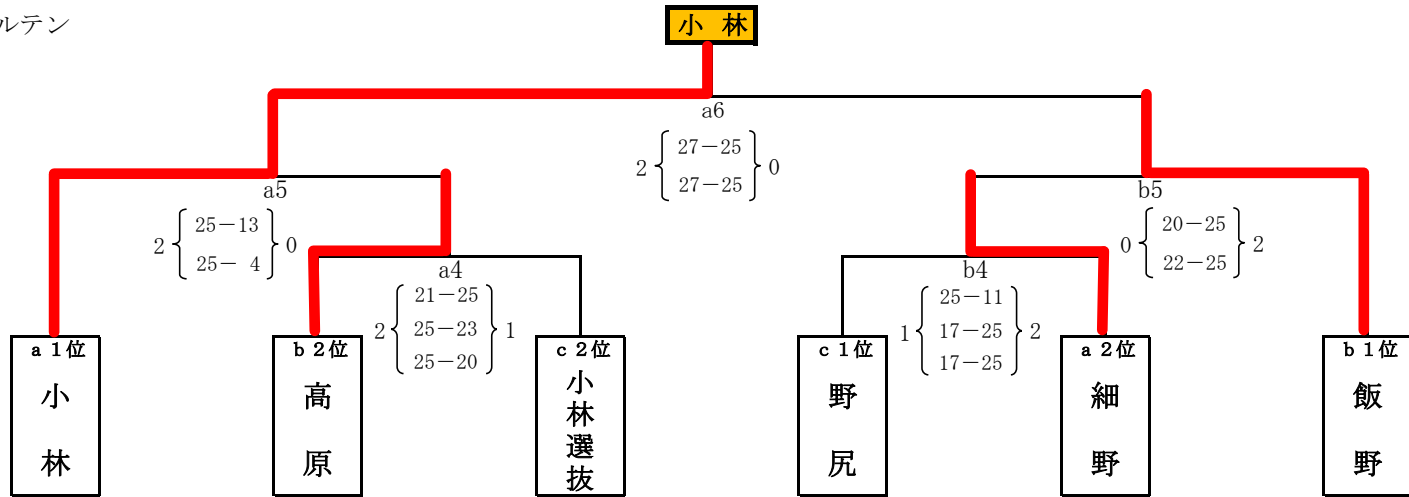 ルテン
小 林
a6
2 27-25 0
27-25
a5
2 25-13 0
25- 4
b5
0 20-25 2
22-25
a4
2 21-25 1
25-23
25-20
b4
1 25-11 2
17-25
17-25
a 1位
小林
b 2位
高原
c 2位
小林選抜
c 1位
野尻
a 2位
細野
b 1位
飯野